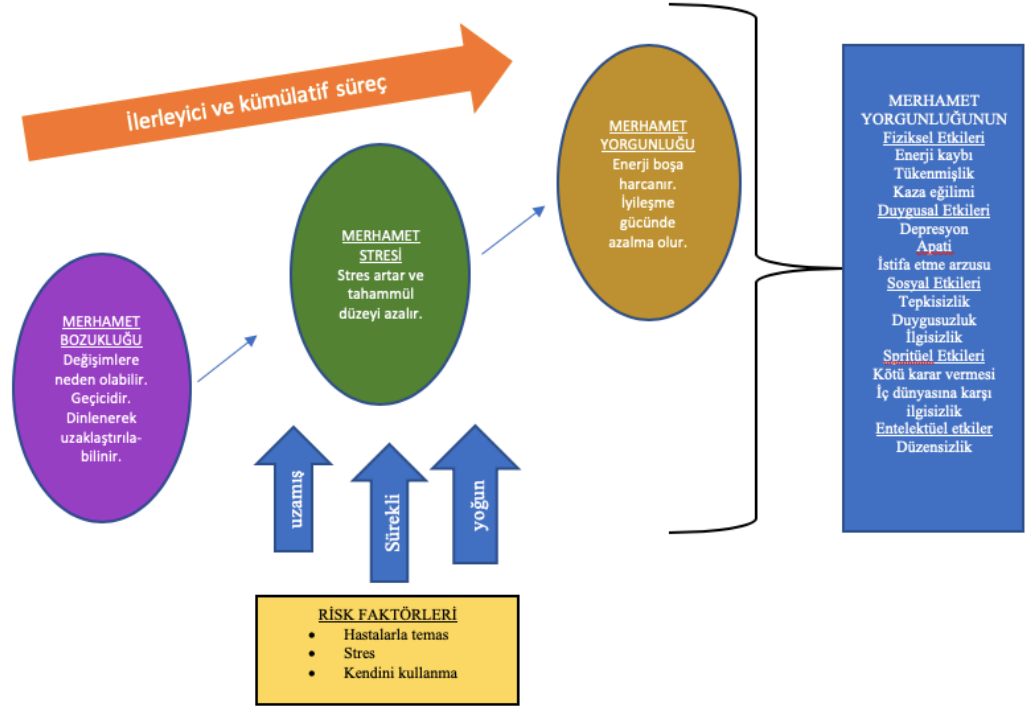 İlerleyici ve kümülatif süreç
MERHAMET
BOZUKLUĞU
Değişimlere
neden olabilir.
Geçicidir.
Dinlenerek
uzaklaştırıla-
bilinir.
MERHAMET
STRESİ
Stres artar ve
tahammül
düzeyi azalır.
MERHAMET
YORGUNLUĞU
Enerji boşa
harcanır.
İyileşme
gücünde
azalma olur.
uzamış
Sürekli
yoğun
RİSK FAKTÖRLERİ
• Hastalarla temas
• Stres
• Kendini kullanma
MERHAMET
YORGUNLUĞUNUN
Fiziksel Etkileri
Enerji kaybı
Tükenmişlik
Kaza eğilimi
Duygusal Etkileri
Depresyon
Apati
İstifa etme arzusu
Sosyal Etkileri
Tepkisizlik
Duygusuzluk
İlgisizlik
Spritüel Etkileri
Kötü karar vermesi
İç dünyasına karşı
ilgisizlik
Entelektüel etkiler
Düzensizlik